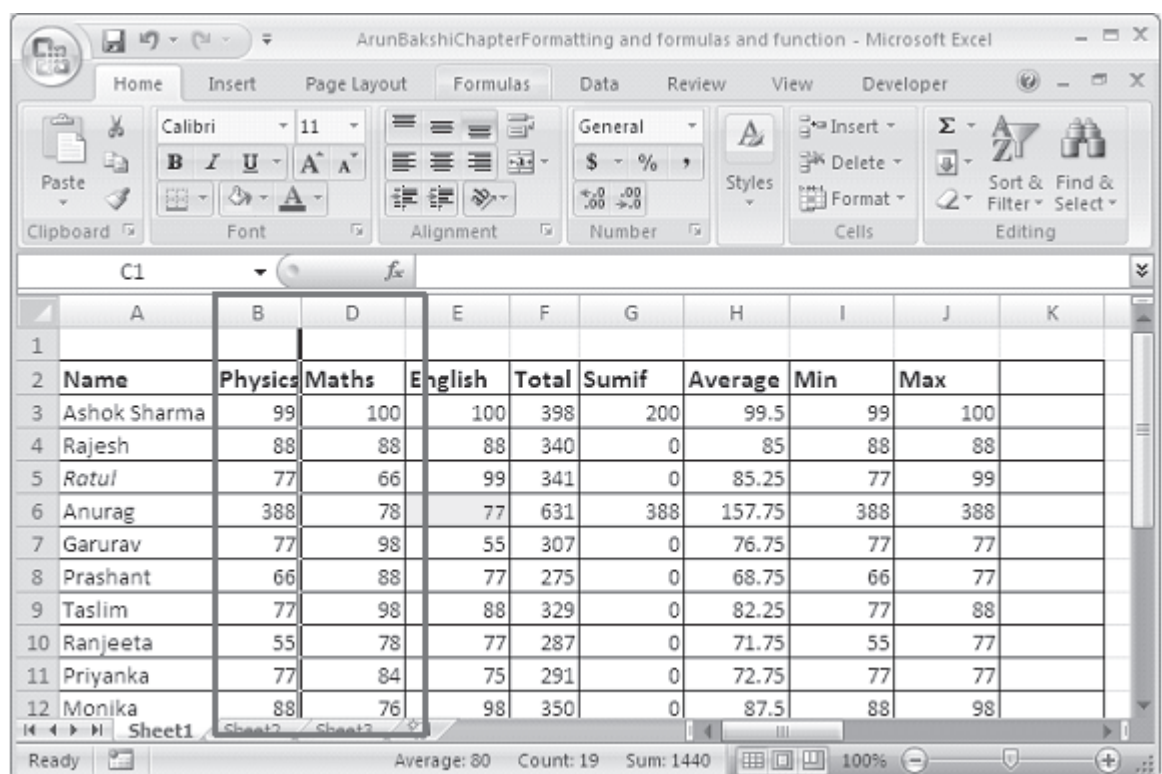 ArunBakshiChapterFormatting and formulas and function - Microsoft Excel
Home Insert Page Layout Formulas Data Review View Developer
Calibri 11 General Insert Σ
B I U A A $ % , Delete
Paste A .0 .00 Styles Format Sort & Find &
.00 .0 Filter Select
Clipboard Font Alignment Number Cells Editing
C1 fx
A B D E F G H I J K
1
2 Name Physics Maths English Total Sumif Average Min Max
3 Ashok Sharma 99 100 100 398 200 99.5 99 100
4 Rajesh 88 88 88 340 0 85 88 88
5 Ratul 77 66 99 341 0 85.25 77 99
6 Anurag 388 78 77 631 388 157.75 388 388
7 Garurav 77 98 55 307 0 76.75 77 77
8 Prashant 66 88 77 275 0 68.75 66 77
9 Taslim 77 98 88 329 0 82.25 77 88
10 Ranjeeta 55 78 77 287 0 71.75 55 77
11 Priyanka 77 84 75 291 0 72.75 77 77
12 Monika 88 76 98 350 0 87.5 88 98
Sheet1 Sheet2 Sheet3
Ready Average: 80 Count: 19 Sum: 1440 100%